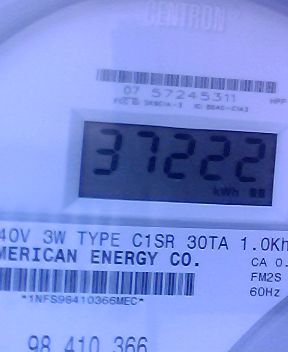 CENTRON
07 57245311
37222
kWh
40V 3W TYPE C1SR 30TA 1.0Kh
MERICAN ENERGY CO.
CA 0.
FM2S
60Hz
*1NFS98410366MEC*
98 410 366